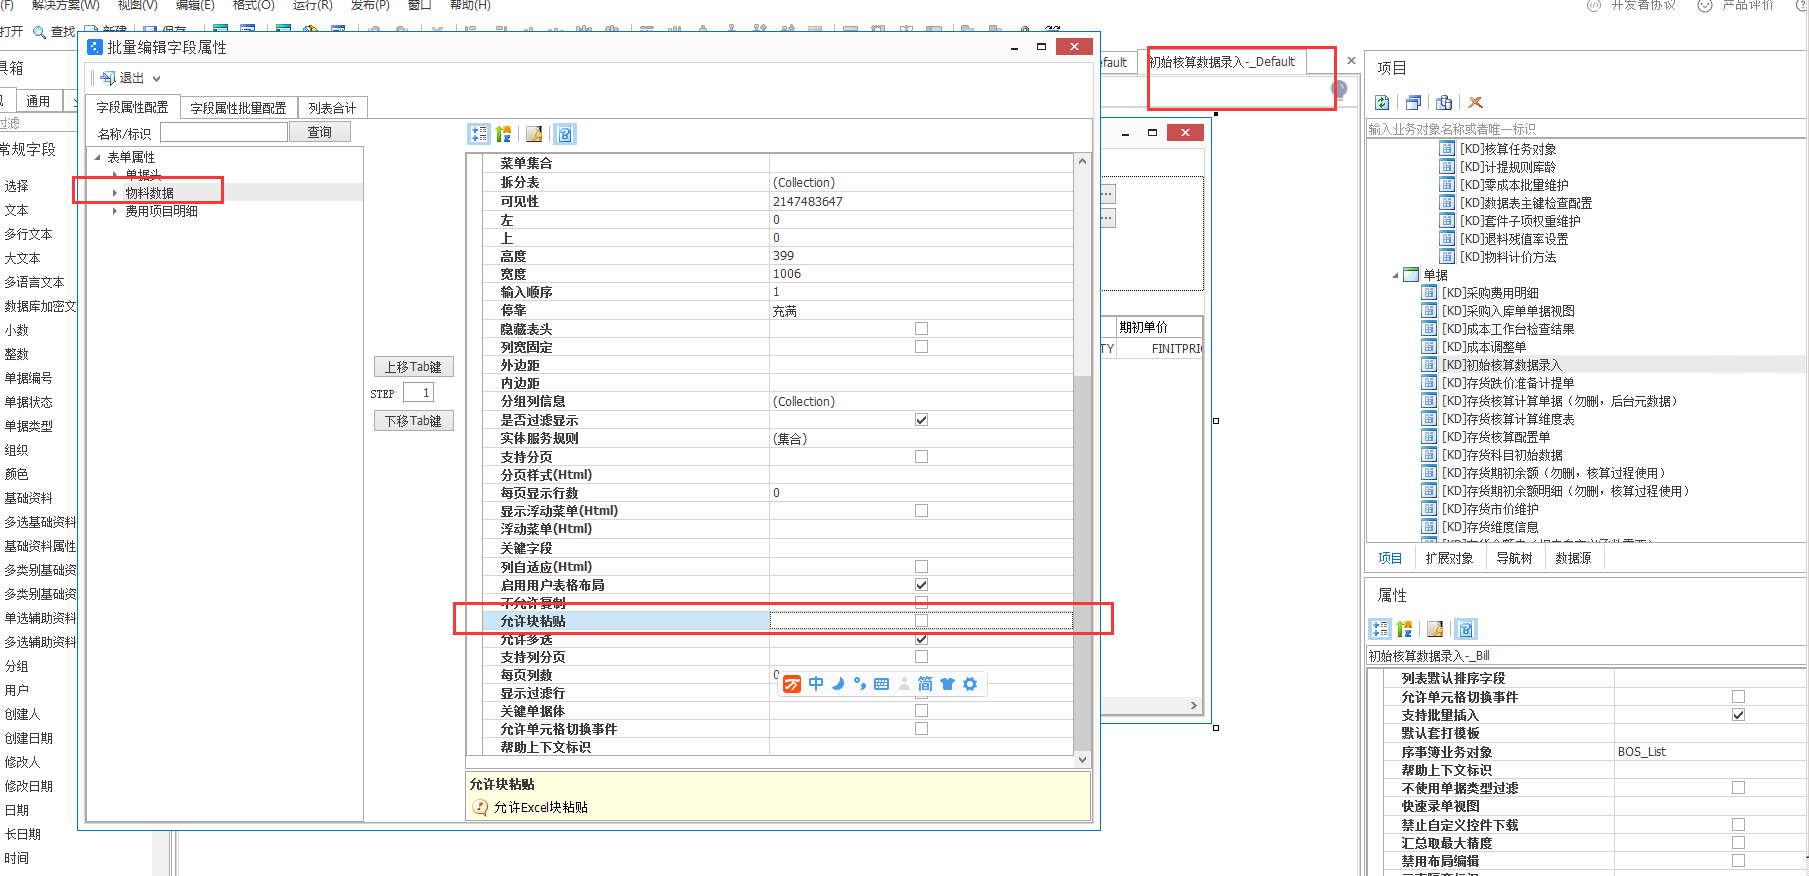 (F) 解决方案(W) 视图(V) 编辑(E) 格式(O) 运行(R) 发布(P) 窗口 帮助(H)
开发者协议 产品评价
打开 查找 新建 保存
批量编辑字段属性
退出
字段属性配置 字段属性批量配置 列表合计
名称/标识 查询
表单属性
单据头
物料数据
费用项目明细
上移Tab键
STEP 1
下移Tab键
菜单集合
拆分表 (Collection)
可见性 2147483647
左 0
上 0
高度 399
宽度 1006
输入顺序 1
停靠 充满
隐藏表头
列宽固定
外边距
内边距
分组列信息 (Collection)
是否过滤显示
实体服务规则 (集合)
支持分页
分页样式(Html)
每页显示行数 0
显示浮动菜单(Html)
浮动菜单(Html)
关键字段
列自适应(Html)
启用用户表格布局
不允许复制
允许块粘贴
允许多选
支持列分页
每页列数 0
显示过滤行
关键单据体
允许单元格切换事件
帮助上下文标识
允许块粘贴
允许Excel块粘贴
中 简
具箱
通用
过滤
常规字段
选择
文本
多行文本
大文本
多语言文本
数据库加密文
小数
整数
单据编号
单据状态
单据类型
组织
颜色
基础资料
多选基础资料
基础资料属性
多类别基础资
多类别基础资
单选辅助资料
多选辅助资料
分组
用户
创建人
创建日期
修改人
修改日期
日期
长日期
时间
efault 初始核算数据录入-_Default
期初单价
TY FINITPRI
项目
输入业务对象名称或者唯一标识
[KD]核算任务对象
[KD]计提规则库龄
[KD]零成本批量维护
[KD]数据表主键检查配置
[KD]套件子项权重维护
[KD]退料残值率设置
[KD]物料计价方法
单据
[KD]采购费用明细
[KD]采购入库单单据视图
[KD]成本工作台检查结果
[KD]成本调整单
[KD]初始核算数据录入
[KD]存货跌价准备计提单
[KD]存货核算计算单据（勿删，后台元数据）
[KD]存货核算计算维度表
[KD]存货核算配置单
[KD]存货科目初始数据
[KD]存货期初余额（勿删，核算过程使用）
[KD]存货期初余额明细（勿删，核算过程使用）
[KD]存货市价维护
[KD]存货维度信息
项目 扩展对象 导航树 数据源
属性
初始核算数据录入-_Bill
列表默认排序字段
允许单元格切换事件
支持批量插入
默认套打模板
序事簿业务对象 BOS_List
帮助上下文标识
不使用单据类型过滤
快速录单视图
禁止自定义控件下载
汇总取最大精度
禁用布局编辑